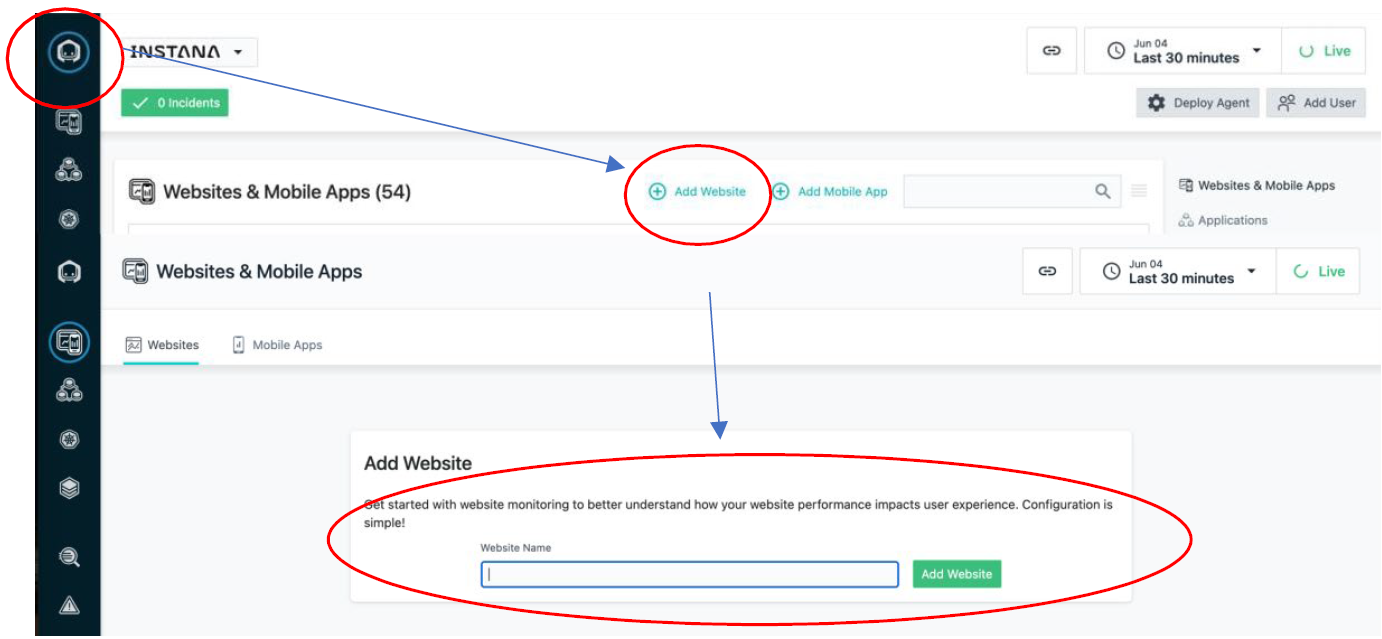 INSTANA
Jun 04
Last 30 minutes
Live
0 Incidents
Deploy Agent
Add User
Websites & Mobile Apps (54)
Add Website
Add Mobile App
Websites & Mobile Apps
Applications
Websites & Mobile Apps
Jun 04
Last 30 minutes
Live
Websites
Mobile Apps
Add Website
Get started with website monitoring to better understand how your website performance impacts user experience. Configuration is
simple!
Website Name
Add Website